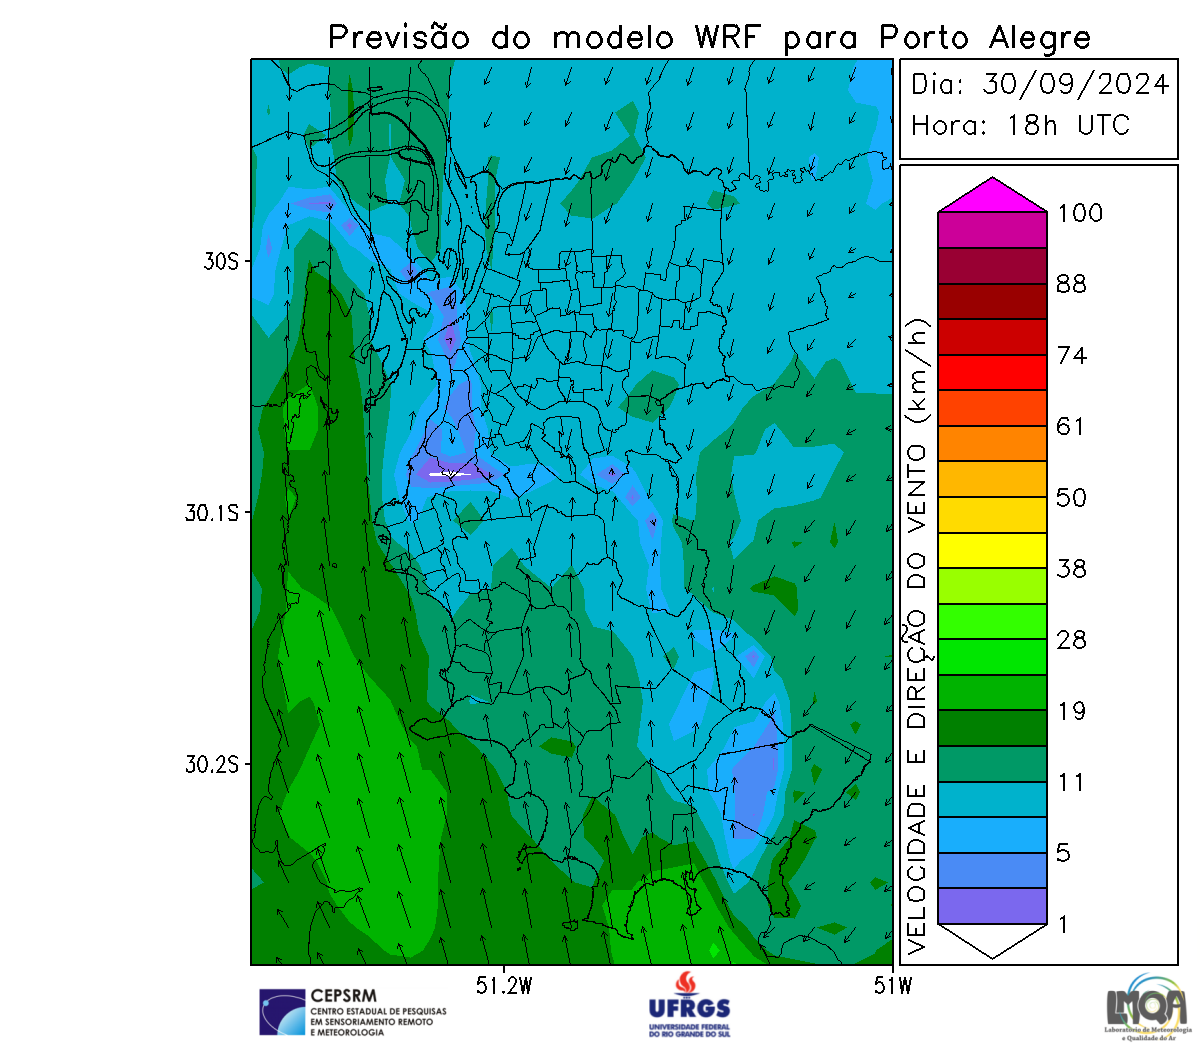 Previsão do modelo WRF para Porto Alegre
Dia: 30/09/2024
Hora: 18h UTC
100
88
74
61
50
38
28
19
11
5
1
VELOCIDADE E DIREÇÃO DO VENTO (km/h)
30S
30.1S
30.2S
51.2W
51W
CEPSRM
CENTRO ESTADUAL DE PESQUISAS
EM SENSORIAMENTO REMOTO
E METEOROLOGIA
UFRGS
UNIVERSIDADE FEDERAL
DO RIO GRANDE DO SUL
LMQA
Laboratório de Meteorologia
e Qualidade do Ar